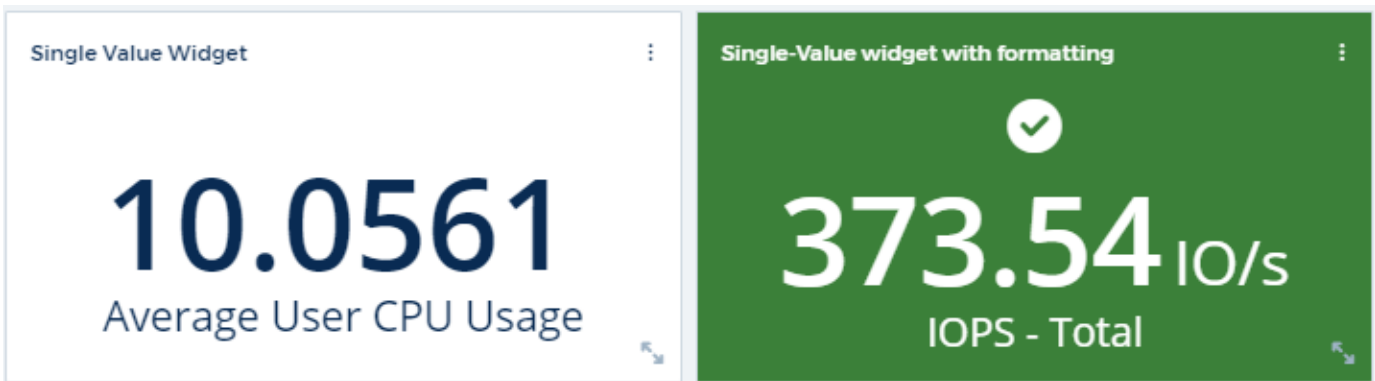 Single Value Widget
10.0561
Average User CPU Usage
Single-Value widget with formatting
373.54 IO/s
IOPS - Total